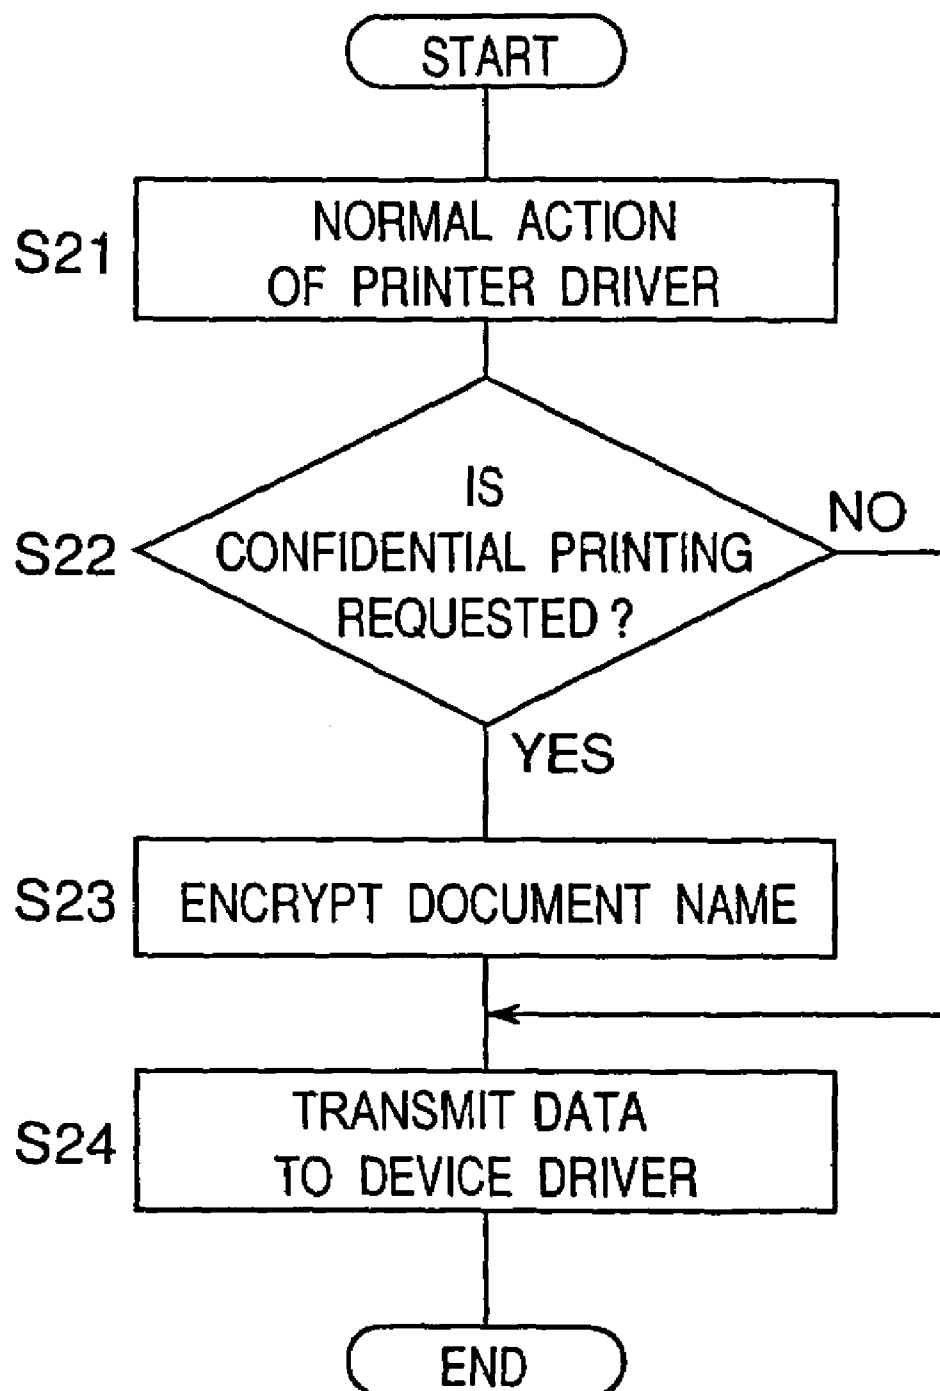 START
S21
NORMAL ACTION
OF PRINTER DRIVER
S22
IS
CONFIDENTIAL PRINTING
REQUESTED ?
NO
YES
S23
ENCRYPT DOCUMENT NAME
S24
TRANSMIT DATA
TO DEVICE DRIVER
END